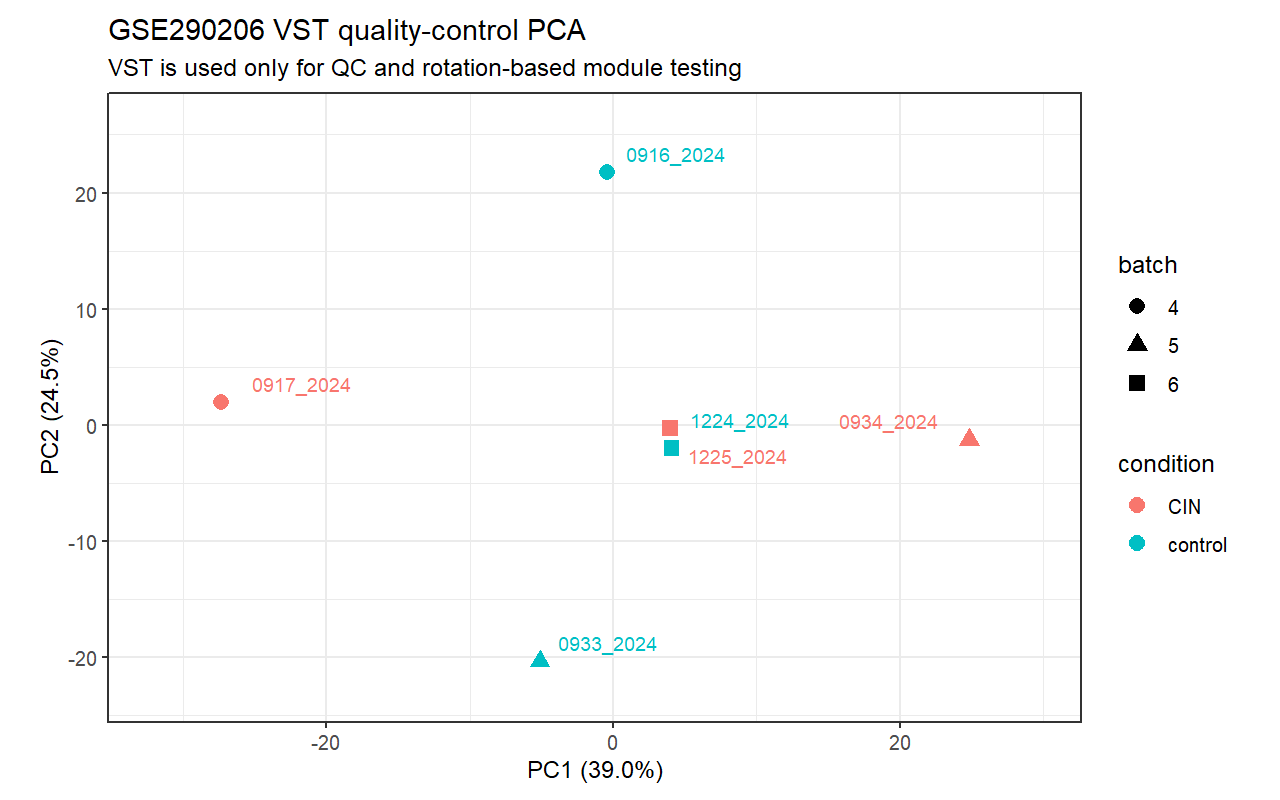 GSE290206 VST quality-control PCA
VST is used only for QC and rotation-based module testing
0916_2024
20
batch
4
10
5
0917_2024
6
PC2 (24.5%)
0
1224_2024
0934_2024
1225_2024
condition
CIN
-10
control
0933_2024
-20
-20
0
20
PC1 (39.0%)